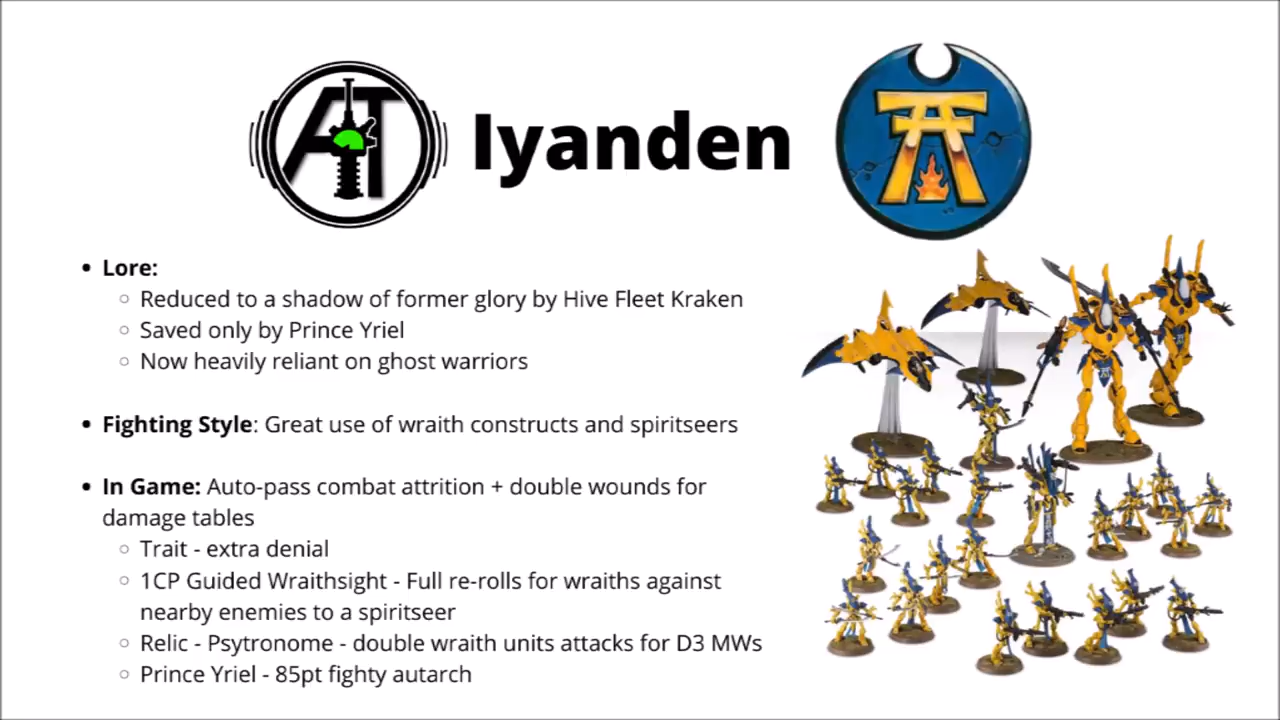 AT
Iyanden
• Lore:
○ Reduced to a shadow of former glory by Hive Fleet Kraken
○ Saved only by Prince Yriel
○ Now heavily reliant on ghost warriors
• Fighting Style: Great use of wraith constructs and spiritseers
• In Game: Auto-pass combat attrition + double wounds for
damage tables
○ Trait - extra denial
○ 1CP Guided Wraithsight - Full re-rolls for wraiths against
nearby enemies to a spiritseer
○ Relic - Psytronome - double wraith units attacks for D3 MWs
○ Prince Yriel - 85pt fighty autarch